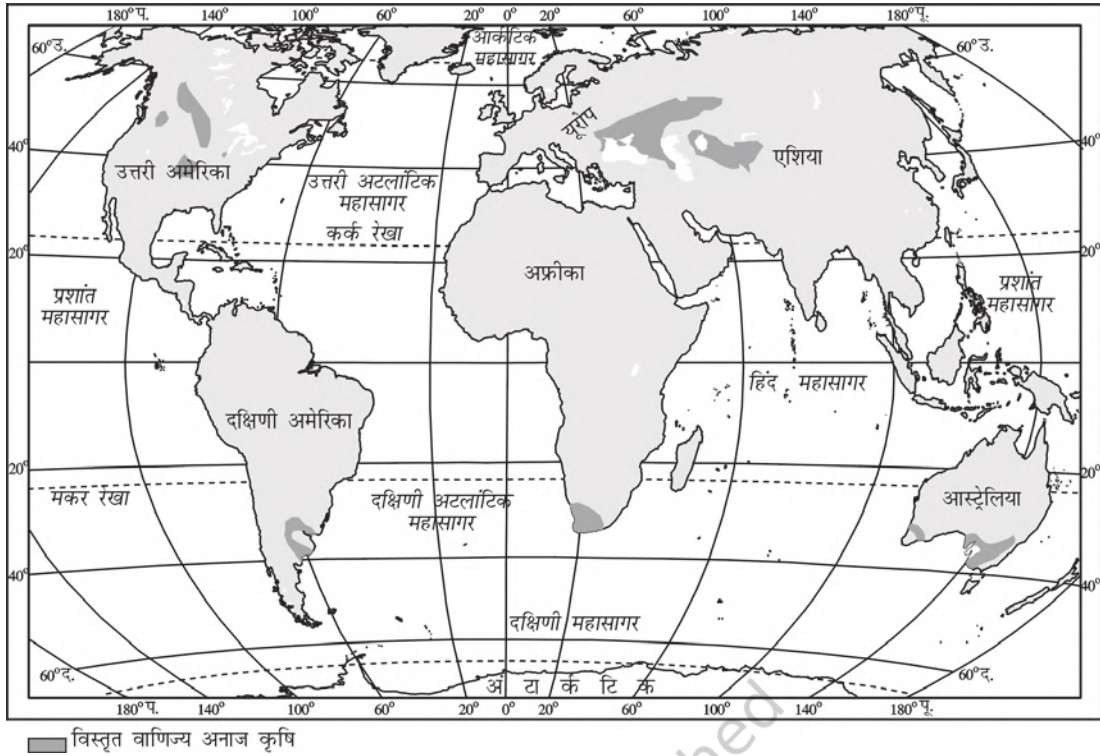 180° प. 140° 100° 60° 20° 0° 20° 60° 100° 140° 180° पू.
60° उ.
60° उ.
आर्कटिक
महासागर
यूरोप
एशिया
40°
40°
उत्तरी अमेरिका
उत्तरी अटलांटिक
महासागर
कर्क रेखा
20°
20°
अफ्रीका
प्रशांत
महासागर
प्रशांत
महासागर
हिंद महासागर
दक्षिणी अमेरिका
20°
20°
मकर रेखा
दक्षिणी अटलांटिक
महासागर
आस्ट्रेलिया
40°
40°
दक्षिणी महासागर
60° द.
60° द.
अं टा र्क टि क
180° प. 140° 100° 60° 20° 0° 20° 60° 100° 140° 180° पू.
विस्तृत वाणिज्य अनाज कृषि